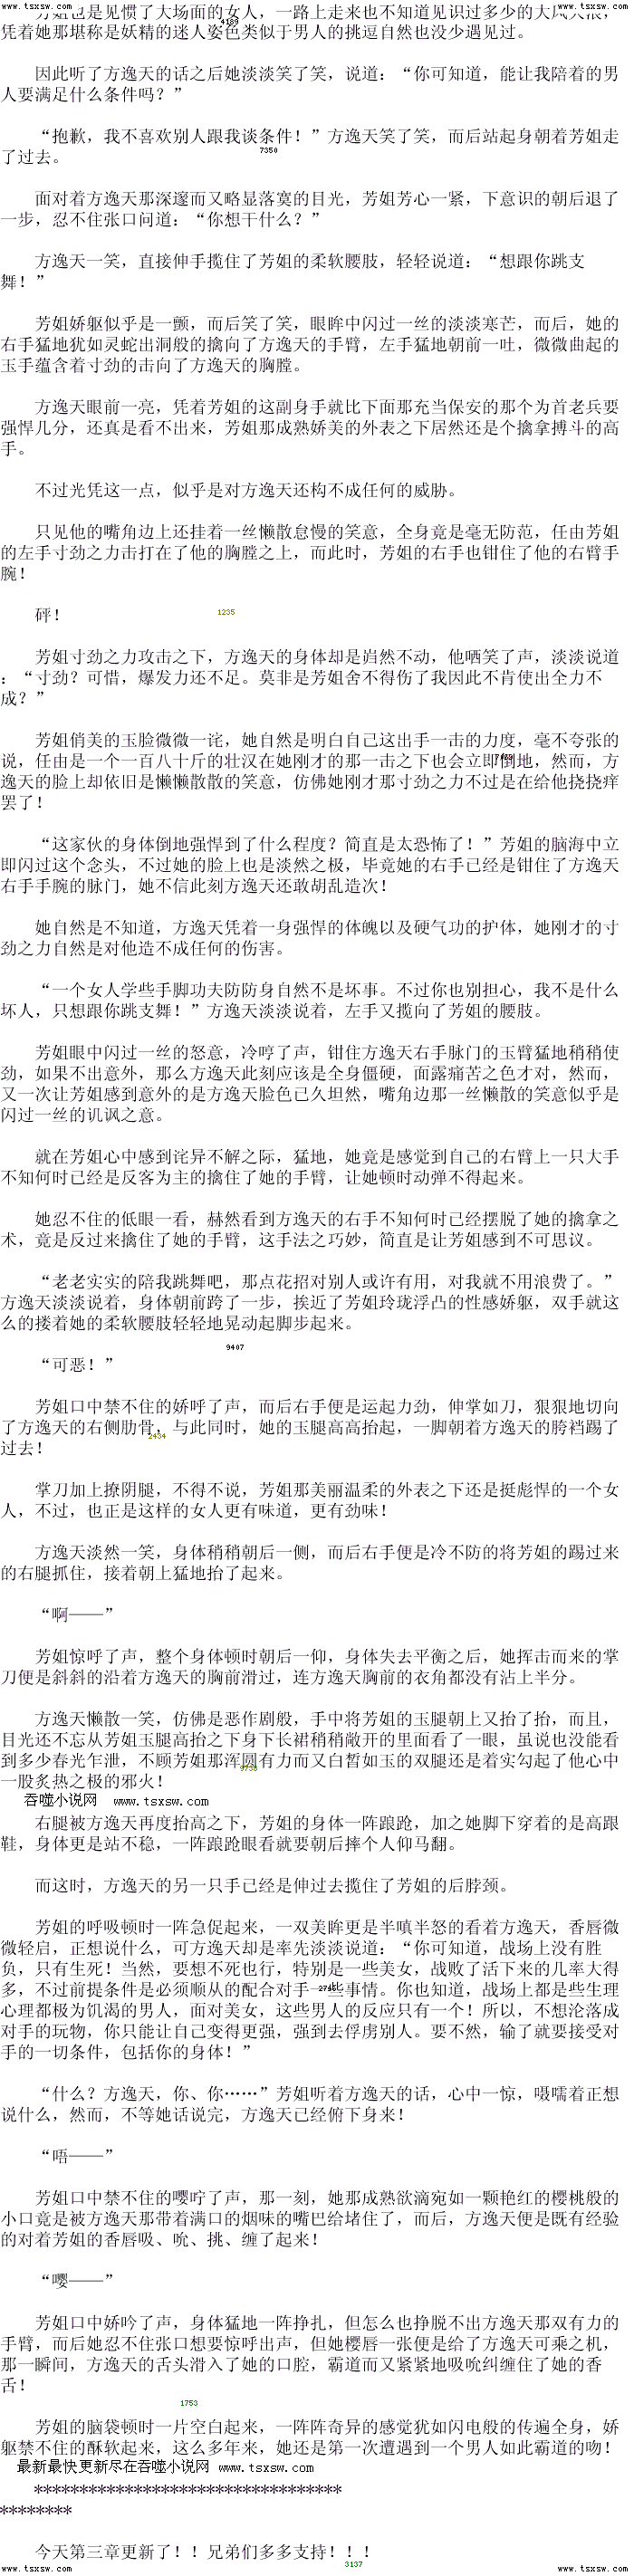 www.tsxsw.com www.tsxsw.com
芳姐也是见惯了大场面的女人，一路上走来也不知道见识过多少的大风大浪，
4189
凭着她那堪称是妖精的迷人姿色类似于男人的挑逗自然也没少遇见过。
因此听了方逸天的话之后她淡淡笑了笑，说道：“你可知道，能让我陪着的男
人要满足什么条件吗？”
“抱歉，我不喜欢别人跟我谈条件！”方逸天笑了笑，而后站起身朝着芳姐走
了过去。
7350
面对着方逸天那深邃而又略显落寞的目光，芳姐芳心一紧，下意识的朝后退了
一步，忍不住张口问道：“你想干什么？”
方逸天一笑，直接伸手揽住了芳姐的柔软腰肢，轻轻说道：“想跟你跳支
舞！”
芳姐娇躯似乎是一颤，而后笑了笑，眼眸中闪过一丝的淡淡寒芒，而后，她的
右手猛地犹如灵蛇出洞般的擒向了方逸天的手臂，左手猛地朝前一吐，微微曲起的
玉手蕴含着寸劲的击向了方逸天的胸膛。
方逸天眼前一亮，凭着芳姐的这副身手就比下面那充当保安的那个为首老兵要
强悍几分，还真是看不出来，芳姐那成熟娇美的外表之下居然还是个擒拿搏斗的高
手。
不过光凭这一点，似乎是对方逸天还构不成任何的威胁。
只见他的嘴角边上还挂着一丝懒散怠慢的笑意，全身竟是毫无防范，任由芳姐
的左手寸劲之力击打在了他的胸膛之上，而此时，芳姐的右手也钳住了他的右臂手
腕！
砰！
1235
芳姐寸劲之力攻击之下，方逸天的身体却是岿然不动，他哂笑了声，淡淡说道
：“寸劲？可惜，爆发力还不足。莫非是芳姐舍不得伤了我因此不肯使出全力不
成？”
芳姐俏美的玉脸微微一诧，她自然是明白自己这出手一击的力度，毫不夸张的
说，任由是一个一百八十斤的壮汉在她刚才的那一击之下也会立即倒地，然而，方
逸天的脸上却依旧是懒懒散散的笑意，仿佛她刚才那寸劲之力不过是在给他挠挠痒
罢了！
“这家伙的身体倒地强悍到了什么程度？简直是太恐怖了！”芳姐的脑海中立
即闪过这个念头，不过她的脸上也是淡然之极，毕竟她的右手已经是钳住了方逸天
右手手腕的脉门，她不信此刻方逸天还敢胡乱造次！
她自然是不知道，方逸天凭着一身强悍的体魄以及硬气功的护体，她刚才的寸
劲之力自然是对他造不成任何的伤害。
“一个女人学些手脚功夫防防身自然不是坏事。不过你也别担心，我不是什么
坏人，只想跟你跳支舞！”方逸天淡淡说着，左手又揽向了芳姐的腰肢。
芳姐眼中闪过一丝的怒意，冷哼了声，钳住方逸天右手脉门的玉臂猛地稍稍使
劲，如果不出意外，那么方逸天此刻应该是全身僵硬，面露痛苦之色才对，然而，
又一次让芳姐感到意外的是方逸天脸色已久坦然，嘴角边那一丝懒散的笑意似乎是
闪过一丝的讥讽之意。
就在芳姐心中感到诧异不解之际，猛地，她竟是感觉到自己的右臂上一只大手
不知何时已经是反客为主的擒住了她的手臂，让她顿时动弹不得起来。
她忍不住的低眼一看，赫然看到方逸天的右手不知何时已经摆脱了她的擒拿之
术，竟是反过来擒住了她的手臂，这手法之巧妙，简直是让芳姐感到不可思议。
“老老实实的陪我跳舞吧，那点花招对别人或许有用，对我就不用浪费了。”
方逸天淡淡说着，身体朝前跨了一步，挨近了芳姐玲珑浮凸的性感娇躯，双手就这
么的搂着她的柔软腰肢轻轻地晃动起脚步起来。
9407
“可恶！”
芳姐口中禁不住的娇呼了声，而后右手便是运起力劲，伸掌如刀，狠狠地切向
了方逸天的右侧肋骨，与此同时，她的玉腿高高抬起，一脚朝着方逸天的胯裆踢了
2434
过去！
掌刀加上撩阴腿，不得不说，芳姐那美丽温柔的外表之下还是挺彪悍的一个女
人，不过，也正是这样的女人更有味道，更有劲味！
方逸天淡然一笑，身体稍稍朝后一侧，而后右手便是冷不防的将芳姐的踢过来
的右腿抓住，接着朝上猛地抬了起来。
“啊——”
芳姐惊呼了声，整个身体顿时朝后一仰，身体失去平衡之后，她挥击而来的掌
刀便是斜斜的沿着方逸天的胸前滑过，连方逸天胸前的衣角都没有沾上半分。
方逸天懒散一笑，仿佛是恶作剧般，手中将芳姐的玉腿朝上又抬了抬，而且，
目光还不忘从芳姐玉腿高抬之下身下长裙稍稍敞开的里面看了一眼，虽说也没能看
到多少春光乍泄，不顾芳姐那浑圆有力而又白皙如玉的双腿还是着实勾起了他心中
一股炙热之极的邪火！
吞噬小说网 www.tsxsw.com
右腿被方逸天再度抬高之下，芳姐的身体一阵踉跄，加之她脚下穿着的是高跟
鞋，身体更是站不稳，一阵踉跄眼看就要朝后摔个人仰马翻。
而这时，方逸天的另一只手已经是伸过去揽住了芳姐的后脖颈。
芳姐的呼吸顿时一阵急促起来，一双美眸更是半嗔半怒的看着方逸天，香唇微
微轻启，正想说什么，可方逸天却是率先淡淡说道：“你可知道，战场上没有胜
负，只有生死！当然，要想不死也行，特别是一些美女，战败了活下来的几率大得
多，不过前提条件是必须顺从的配合对手一些事情。你也知道，战场上都是些生理
心理都极为饥渴的男人，面对美女，这些男人的反应只有一个！所以，不想沦落成
对手的玩物，你只能让自己变得更强，强到去俘虏别人。要不然，输了就要接受对
手的一切条件，包括你的身体！”
“什么？方逸天，你、你……”芳姐听着方逸天的话，心中一惊，嗫嚅着正想
说什么，然而，不等她话说完，方逸天已经俯下身来！
“唔——”
芳姐口中禁不住的嘤咛了声，那一刻，她那成熟欲滴宛如一颗艳红的樱桃般的
小口竟是被方逸天那带着满口的烟味的嘴巴给堵住了，而后，方逸天便是既有经验
的对着芳姐的香唇吸、吮、挑、缠了起来！
“嘤——”
芳姐口中娇吟了声，身体猛地一阵挣扎，但怎么也挣脱不出方逸天那双有力的
手臂，而后她忍不住张口想要惊呼出声，但她樱唇一张便是给了方逸天可乘之机，
那一瞬间，方逸天的舌头滑入了她的口腔，霸道而又紧紧地吸吮纠缠住了她的香
舌！
1753
芳姐的脑袋顿时一片空白起来，一阵阵奇异的感觉犹如闪电般的传遍全身，娇
躯禁不住的酥软起来，这么多年来，她还是第一次遭遇到一个男人如此霸道的吻！
最新最快更新尽在吞噬小说网 www.tsxsw.com
**********************************
********
今天第三章更新了！！兄弟们多多支持！！！
3137
www.tsxsw.com www.tsxsw.com